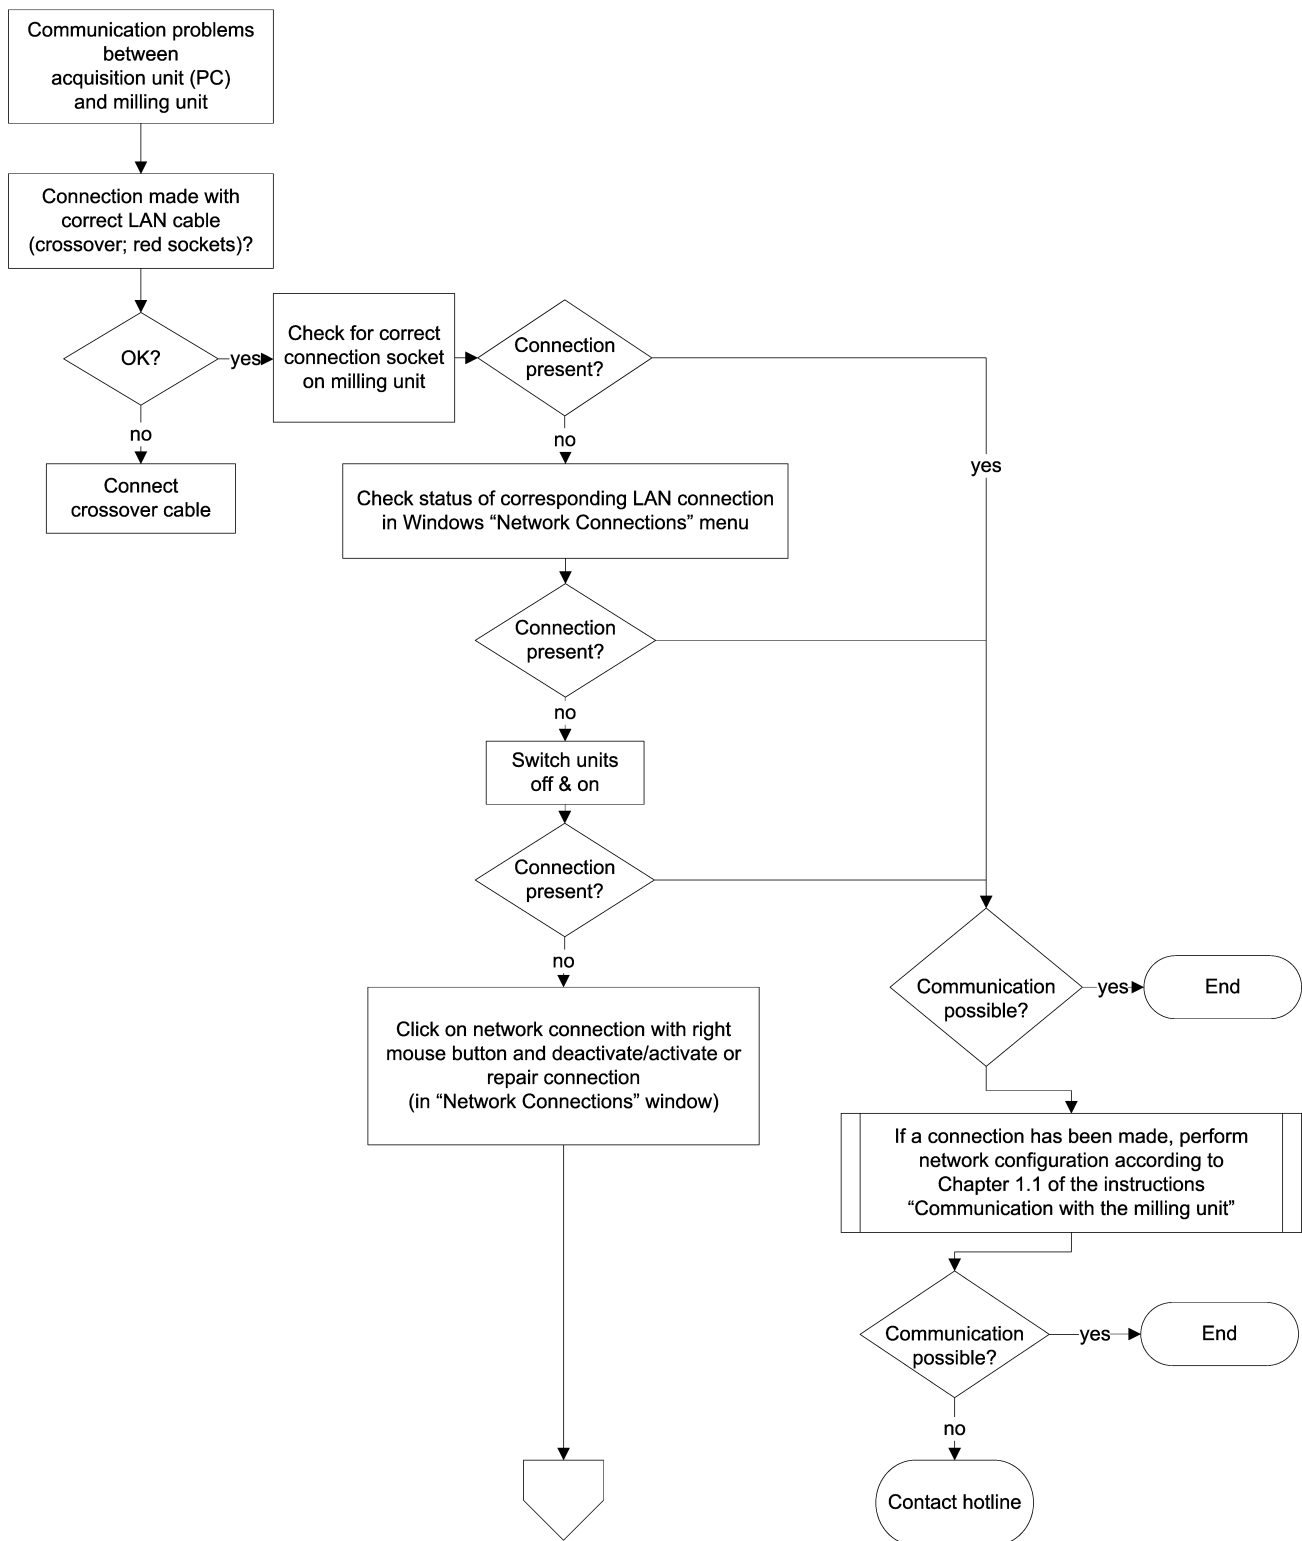 Communication problems
between
acquisition unit (PC)
and milling unit
Connection made with
correct LAN cable
(crossover; red sockets)?
OK?
yes
no
Connect
crossover cable
Check for correct
connection socket
on milling unit
Connection
present?
yes
no
Check status of corresponding LAN connection
in Windows “Network Connections” menu
Connection
present?
no
Switch units
off & on
Connection
present?
no
Click on network connection with right
mouse button and deactivate/activate or
repair connection
(in “Network Connections” window)
Communication
possible?
yes
End
If a connection has been made, perform
network configuration according to
Chapter 1.1 of the instructions
“Communication with the milling unit”
Communication
possible?
yes
End
no
Contact hotline